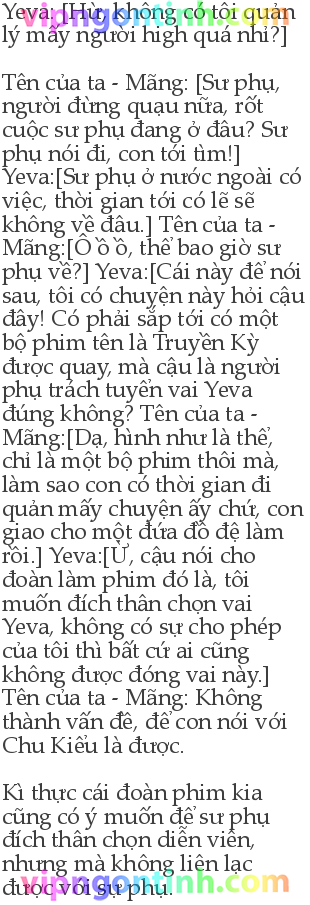 Yeva: [Hừ, không có tôi quản
lý mấy người high quá nhỉ?]
Tên của ta - Mãng: [Sư phụ,
người đừng quạu nữa, rốt
cuộc sư phụ đang ở đâu? Sư
phụ nói đi, con tới tìm!]
Yeva:[Sư phụ ở nước ngoài có
việc, thời gian tới có lẽ sẽ
không về đâu.] Tên của ta -
Mãng:[Ồ ồ ồ, thế bao giờ sư
phụ về?] Yeva:[Cái này để nói
sau, tôi có chuyện này hỏi cậu
đây! Có phải sắp tới có một
bộ phim tên là Truyền Kỳ
được quay, mà cậu là người
phụ trách tuyển vai Yeva
đúng không? Tên của ta -
Mãng:[Dạ, hình như là thế,
chỉ là một bộ phim thôi mà,
làm sao con có thời gian đi
quản mấy chuyện ấy chứ, con
giao cho một đứa đồ đệ làm
rồi.] Yeva:[Ừ, cậu nói cho
đoàn làm phim đó là, tôi
muốn đích thân chọn vai
Yeva, không có sự cho phép
của tôi thì bất cứ ai cũng
không được đóng vai này.]
Tên của ta - Mãng: Không
thành vấn đề, để con nói với
Chu Kiểu là được.
Kì thực cái đoàn phim kia
cũng có ý muốn để sư phụ
đích thân chọn diễn viên,
nhưng mà không liên lạc
được với sư phụ.
vipngontinh.com
vipngontinh.com